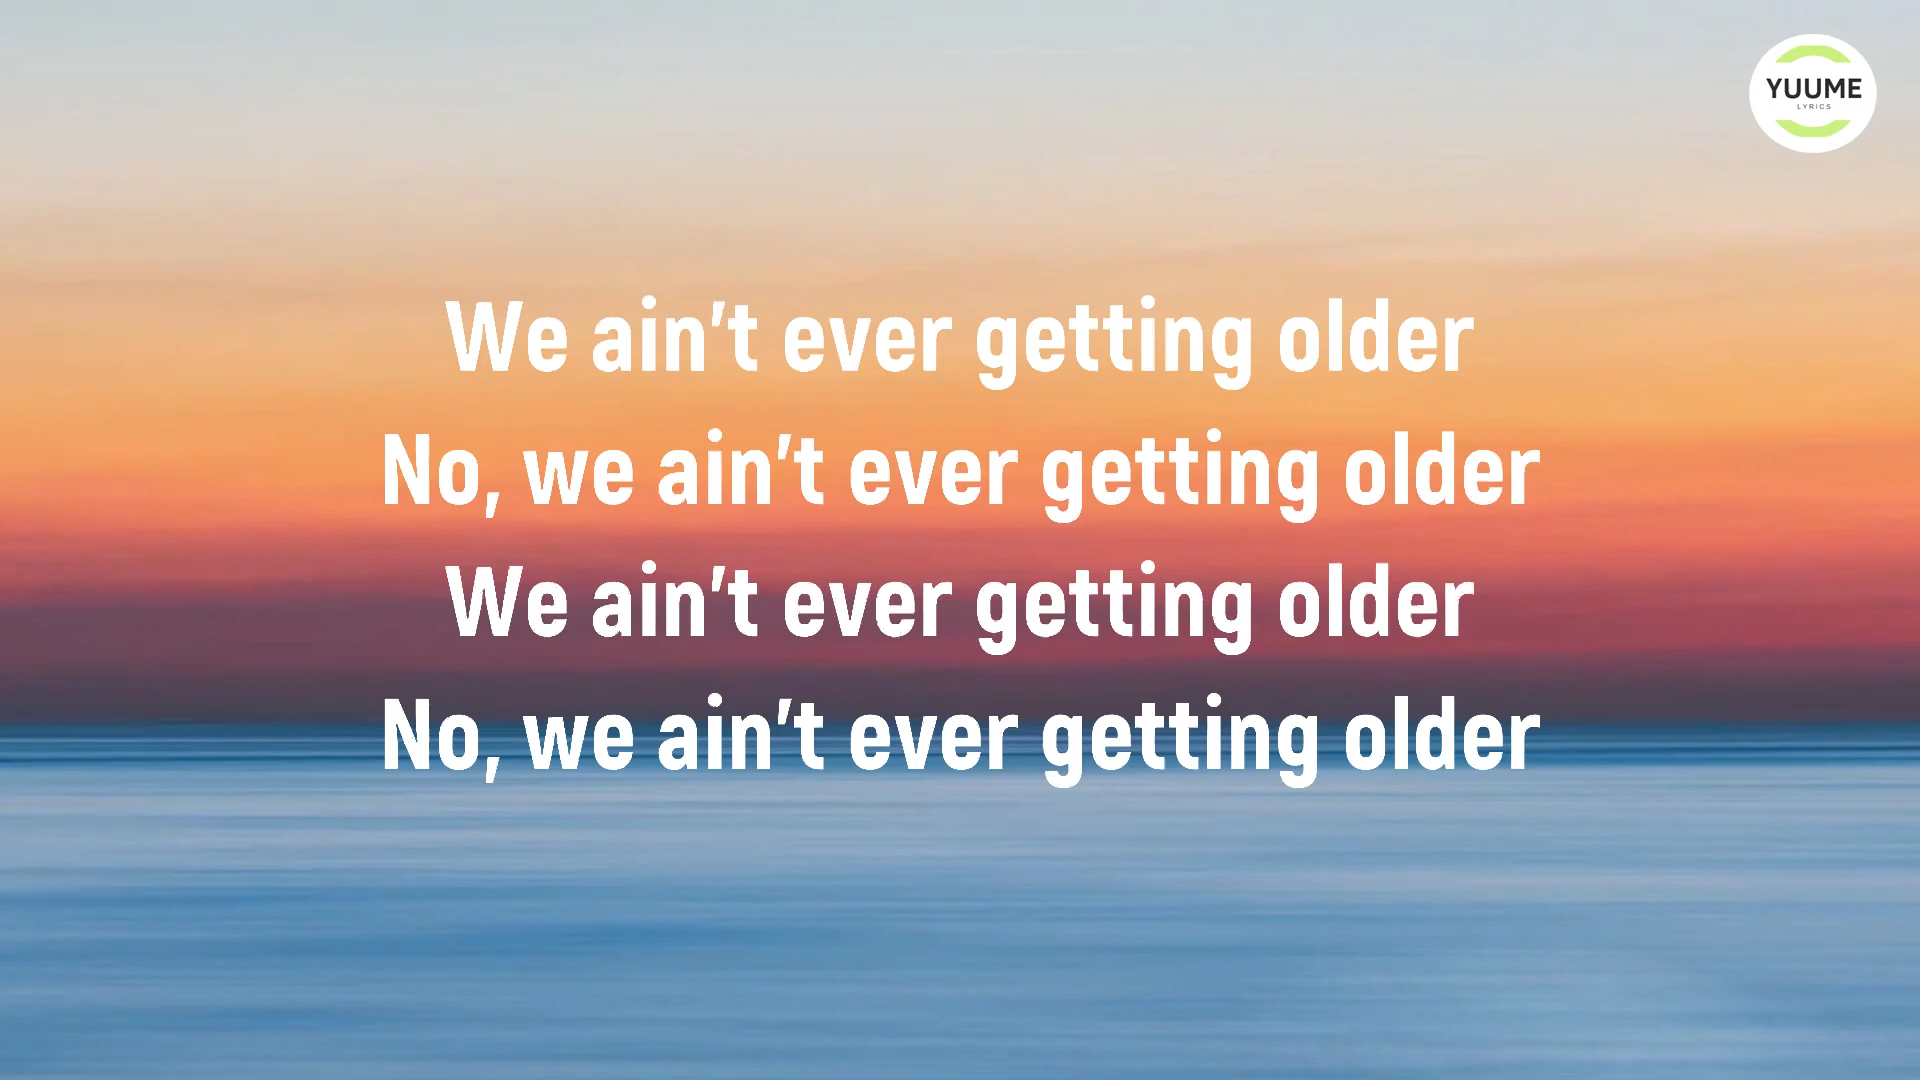 YUUME
LYRICS
We ain't ever getting older
No, we ain't ever getting older
We ain't ever getting older
No, we ain't ever getting older